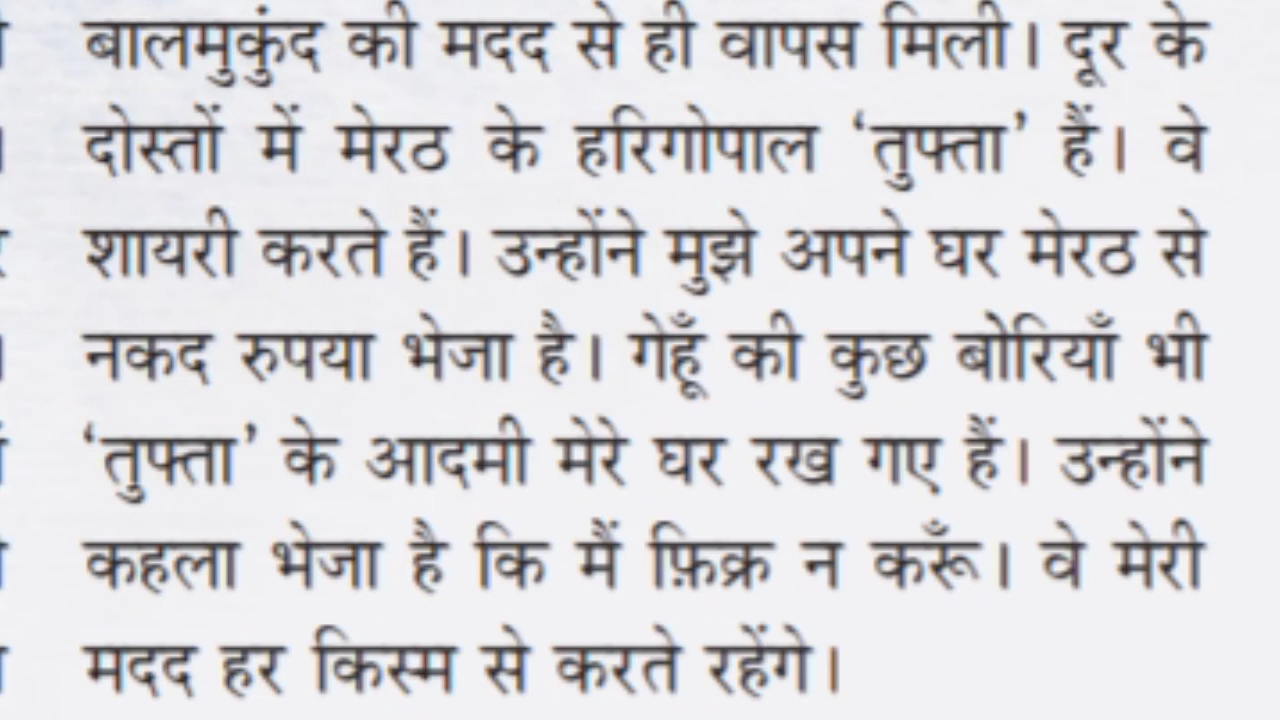 बालमुकुंद की मदद से ही वापस मिली। दूर के
दोस्तों में मेरठ के हरिगोपाल ‘तुफ्ता’ हैं। वे
शायरी करते हैं। उन्होंने मुझे अपने घर मेरठ से
नकद रुपया भेजा है। गेहूँ की कुछ बोरियाँ भी
‘तुफ्ता’ के आदमी मेरे घर रख गए हैं। उन्होंने
कहला भेजा है कि मैं फ़िक्र न करूँ। वे मेरी
मदद हर किस्म से करते रहेंगे।